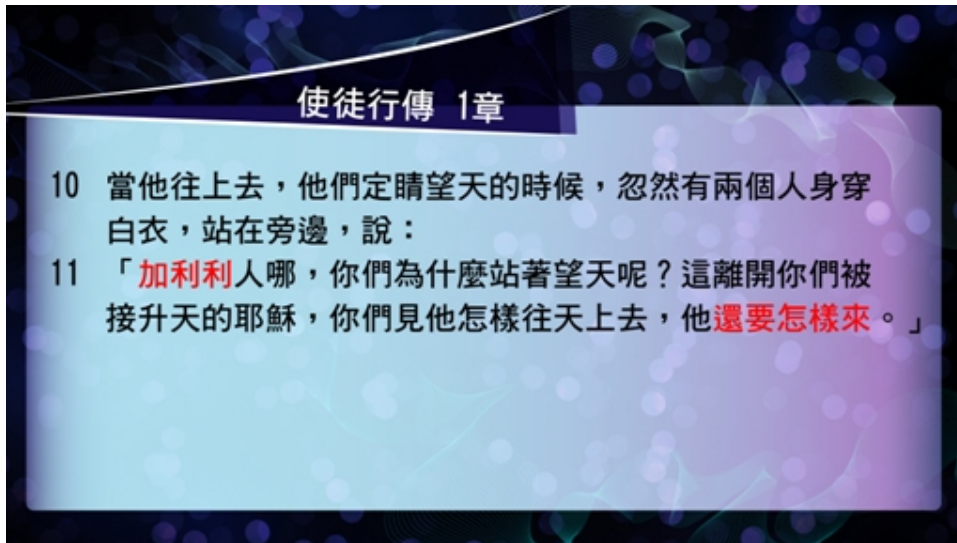 使徒行傳 1章
10 當他往上去，他們定睛望天的時候，忽然有兩個人身穿
白衣，站在旁邊，說：
11 「加利利人哪，你們為什麼站著望天呢？這離開你們被
接升天的耶穌，你們見他怎樣往天上去，他還要怎樣來。」